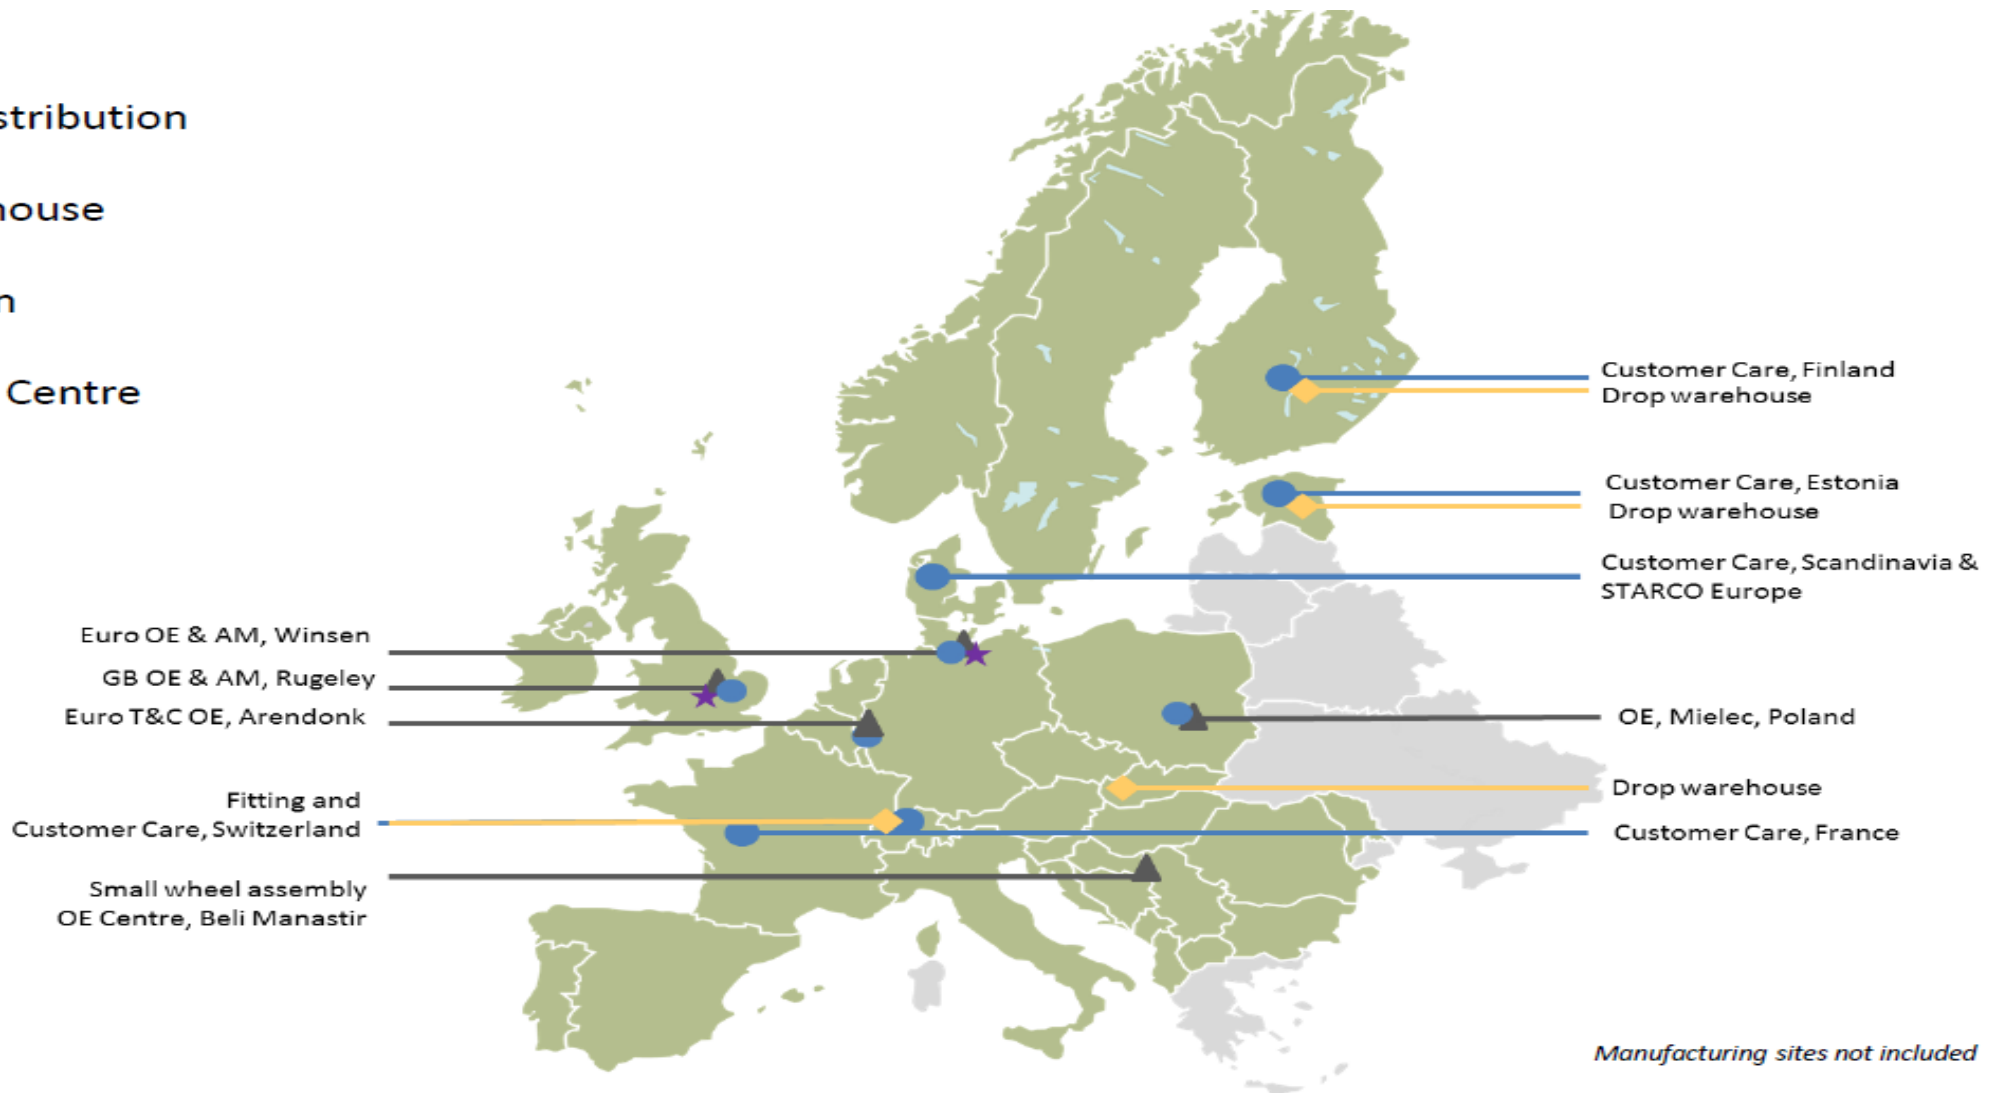 stribution
house
n
Centre
Customer Care, Finland
Drop warehouse
Customer Care, Estonia
Drop warehouse
Customer Care, Scandinavia &
STARCO Europe
Euro OE & AM, Winsen
GB OE & AM, Rugeley
Euro T&C OE, Arendonk
OE, Mielec, Poland
Drop warehouse
Fitting and
Customer Care, Switzerland
Customer Care, France
Small wheel assembly
OE Centre, Beli Manastir
Manufacturing sites not included